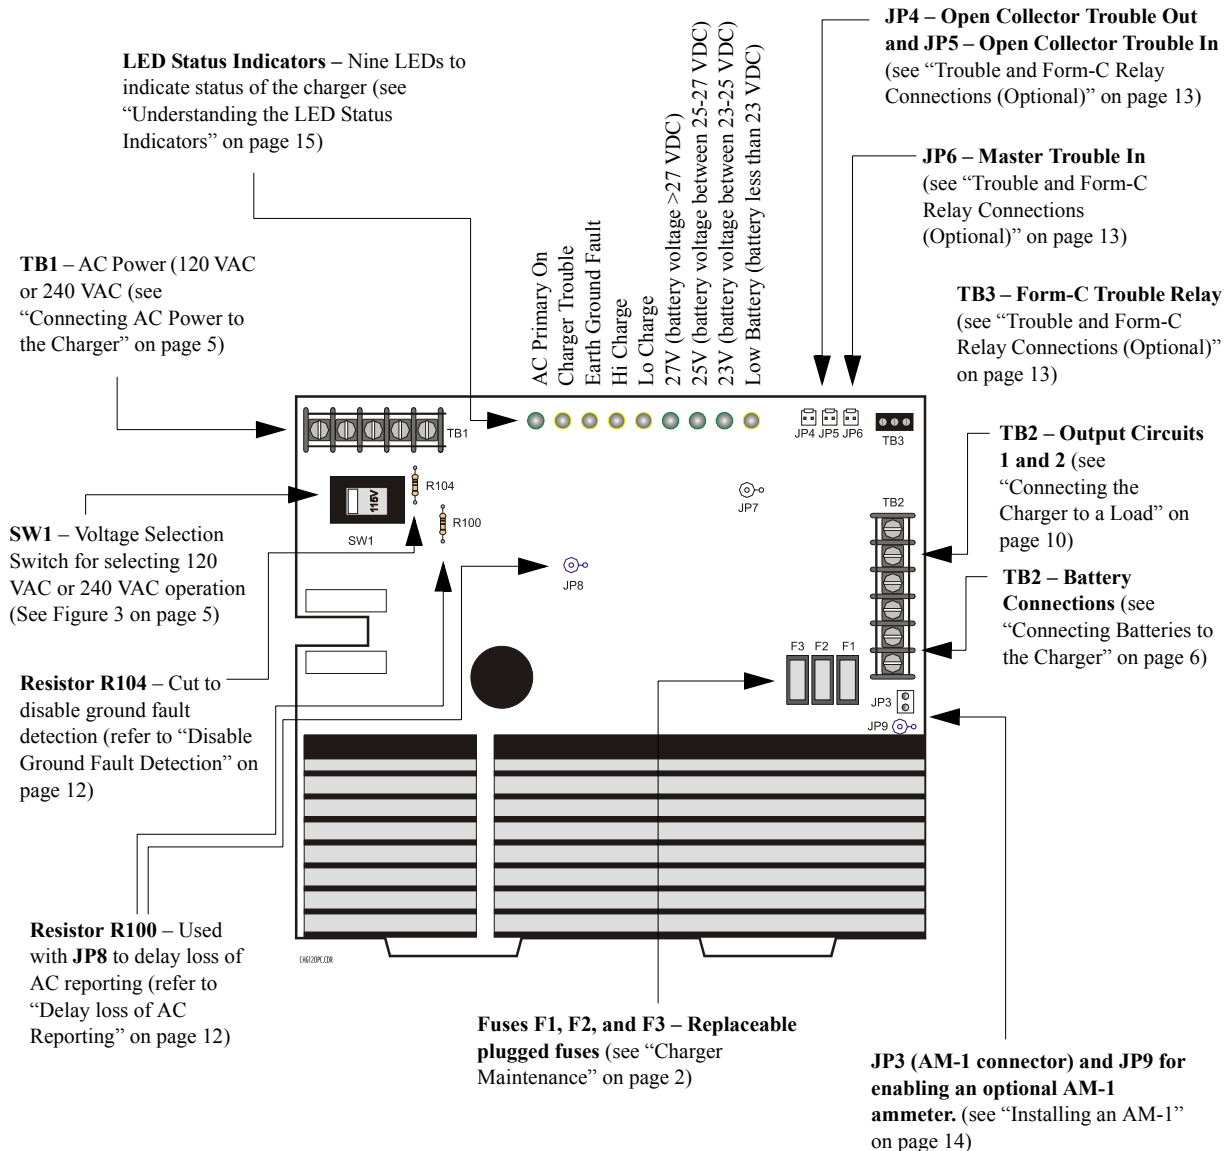 JP4 – Open Collector Trouble Out
and JP5 – Open Collector Trouble In
(see “Trouble and Form-C Relay
Connections (Optional)” on page 13)
LED Status Indicators – Nine LEDs to
indicate status of the charger (see
“Understanding the LED Status
Indicators” on page 15)
JP6 – Master Trouble In
(see “Trouble and Form-C
Relay Connections
(Optional)” on page 13)
TB1 – AC Power (120 VAC
or 240 VAC (see
“Connecting AC Power to
the Charger” on page 5)
AC Primary On
Charger Trouble
Earth Ground Fault
Hi Charge
Lo Charge
27V (battery voltage >27 VDC)
25V (battery voltage between 25-27 VDC)
23V (battery voltage between 23-25 VDC)
Low Battery (battery less than 23 VDC)
TB3 – Form-C Trouble Relay
(see “Trouble and Form-C
Relay Connections (Optional)”
on page 13)
TB1
JP4 JP5 JP6
TB3
TB2 – Output Circuits
1 and 2 (see
“Connecting the
Charger to a Load” on
page 10)
R104
115V
SW1
R100
JP7
TB2
JP8
SW1 – Voltage Selection
Switch for selecting 120
VAC or 240 VAC operation
(See Figure 3 on page 5)
TB2 – Battery
Connections (see
“Connecting Batteries to
the Charger” on page 6)
F3 F2 F1
JP3
JP9
Resistor R104 – Cut to
disable ground fault
detection (refer to “Disable
Ground Fault Detection” on
page 12)
Resistor R100 – Used
with JP8 to delay loss of
AC reporting (refer to
“Delay loss of AC
Reporting” on page 12)
CHG120PC.CDR
Fuses F1, F2, and F3 – Replaceable
plugged fuses (see “Charger
Maintenance” on page 2)
JP3 (AM-1 connector) and JP9 for
enabling an optional AM-1
ammeter. (see “Installing an AM-1”
on page 14)